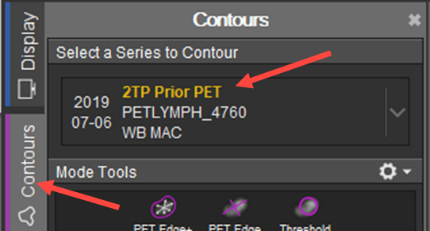 Display
Contours
Contours
Select a Series to Contour
2019
07-06
2TP Prior PET
PETLYMPH_4760
WB MAC
Mode Tools
PET Edge+
PET Edge
Threshold